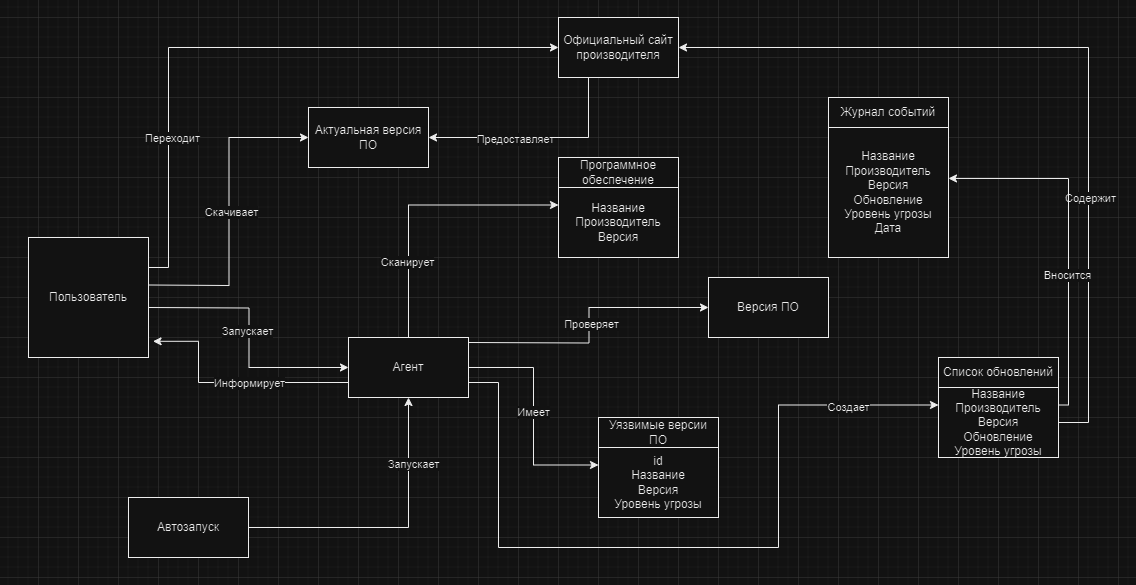 Официальный сайт
производителя
Переходит
Актуальная версия
ПО
Предоставляет
Журнал событий
Название
Производитель
Версия
Обновление
Уровень угрозы
Дата
Программное
обеспечение
Название
Производитель
Версия
Содержит
Скачивает
Сканирует
Вносится
Пользователь
Версия ПО
Запускает
Проверяет
Агент
Информирует
Список обновлений
Название
Производитель
Версия
Обновление
Уровень угрозы
Создает
Имеет
Уязвимые версии
ПО
id
Название
Версия
Уровень угрозы
Запускает
Автозапуск